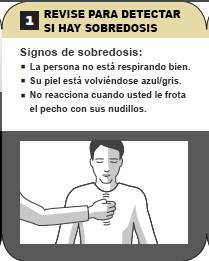 1 REVISE PARA DETECTAR
SI HAY SOBREDOSIS
Signos de sobredosis:
▪ La persona no está respirando bien.
▪ Su piel está volviéndose azul/gris.
▪ No reacciona cuando usted le frota
el pecho con sus nudillos.